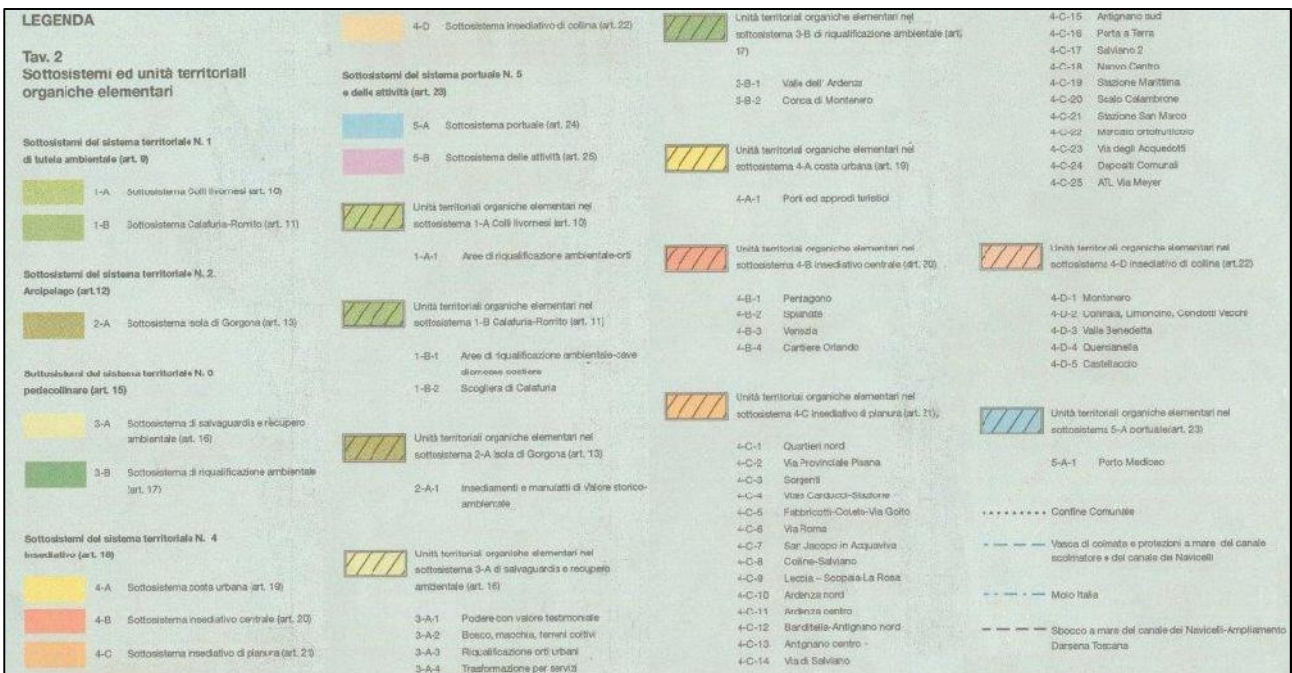 LEGENDA
Tav. 2
Sottosistemi ed unità territoriali
organiche elementari
Sottosistemi del sistema territoriale N. 1
di tutela ambientale (art. 9)
1-A Sottosistema Colli livornesi (art. 10)
1-B Sottosistema Calafuria-Romito (art. 11)
Sottosistemi del sistema territoriale N. 2.
Arcipelago (art.12)
2-A Sottosistema isola di Gorgona (art. 13)
Sottosistemi del sistema territoriale N. 3
pedecollinare (art. 15)
3-A Sottosistema di salvaguardia e recupero
ambientale (art. 16)
3-B Sottosistema di riqualificazione ambientale
(art. 17)
Sottosistemi del sistema territoriale N. 4
insediativo (art. 18)
4-A Sottosistema costa urbana (art. 19)
4-B Sottosistema insediativo centrale (art. 20)
4-C Sottosistema insediativo di pianura (art. 21)
4-D Sottosistema insediativo di collina (art. 22)
Sottosistemi del sistema portuale N. 5
e delle attività (art. 23)
5-A Sottosistema portuale (art. 24)
5-B Sottosistema delle attività (art. 25)
Unità territoriali organiche elementari nel
sottosistema 1-A Colli livornesi (art. 10)
1-A-1 Aree di riqualificazione ambientale-orti
Unità territoriali organiche elementari nel
sottosistema 1-B Calafuria-Romito (art. 11)
1-B-1 Aree di riqualificazione ambientale-cave
dismesse costiere
1-B-2 Scogliera di Calafuria
Unità territoriali organiche elementari nel
sottosistema 2-A Isola di Gorgona (art. 13)
2-A-1 Insediamenti e manufatti di Valore storico-
ambientale
Unità territoriali organiche elementari nel
sottosistema 3-A di salvaguardia e recupero
ambientale (art. 16)
3-A-1 Podere con valore testimoniale
3-A-2 Bosco, macchia, terreni coltivi
3-A-3 Riqualificazione orti urbani
3-A-4 Trasformazione per servizi
Unità territoriali organiche elementari nel
sottosistema 3-B di riqualificazione ambientale (art.
17)
3-B-1 Valle dell' Ardenza
3-B-2 Conca di Montenero
Unità territoriali organiche elementari nel
sottosistema 4-A costa urbana (art. 19)
4-A-1 Porti ed approdi turistici
Unità territoriali organiche elementari nel
sottosistema 4-B insediativo centrale (art. 20)
4-B-1 Pentagono
4-B-2 Spianate
4-B-3 Venezia
4-B-4 Cantiere Orlando
Unità territoriali organiche elementari nel
sottosistema 4-C insediativo di pianura (art. 21),
4-C-1 Quartieri nord
4-C-2 Via Provinciale Pisana
4-C-3 Sorgenti
4-C-4 Viale Carducci-Stazione
4-C-5 Fabbricotti-Coteto-Via Goito
4-C-6 Via Roma
4-C-7 San Jacopo in Acquaviva
4-C-8 Coline-Salviano
4-C-9 Leccia - Scopaia-La Rosa
4-C-10 Ardenza nord
4-C-11 Ardenza centro
4-C-12 Banditella-Antignano nord
4-C-13 Antignano centro -
4-C-14 Via di Salviano
4-C-15 Antignano sud
4-C-16 Porta a Terra
4-C-17 Salviano 2
4-C-18 Nuovo Centro
4-C-19 Stazione Marittima
4-C-20 Scalo Calambrone
4-C-21 Stazione San Marco
4-C-22 Mercato ortofrutticolo
4-C-23 Via degli Acquedotti
4-C-24 Depositi Comunali
4-C-25 ATL Via Meyer
Unità territoriali organiche elementari nel
sottosistema 4-D insediativo di collina (art.22)
4-D-1 Montenero
4-D-2 Collinaia, Limoncino, Condotti Vecchi
4-D-3 Valle Benedetta
4-D-4 Quercianella
4-D-5 Castellaccio
Unità territoriali organiche elementari nel
sottosistema 5-A portuale(art. 23)
5-A-1 Porto Mediceo
Confine Comunale
Vasca di colmata e protezioni a mare del canale
scolmatore e del canale dei Navicelli
Molo Italia
Sbocco a mare del canale dei Navicelli-Ampliamento
Darsena Toscana